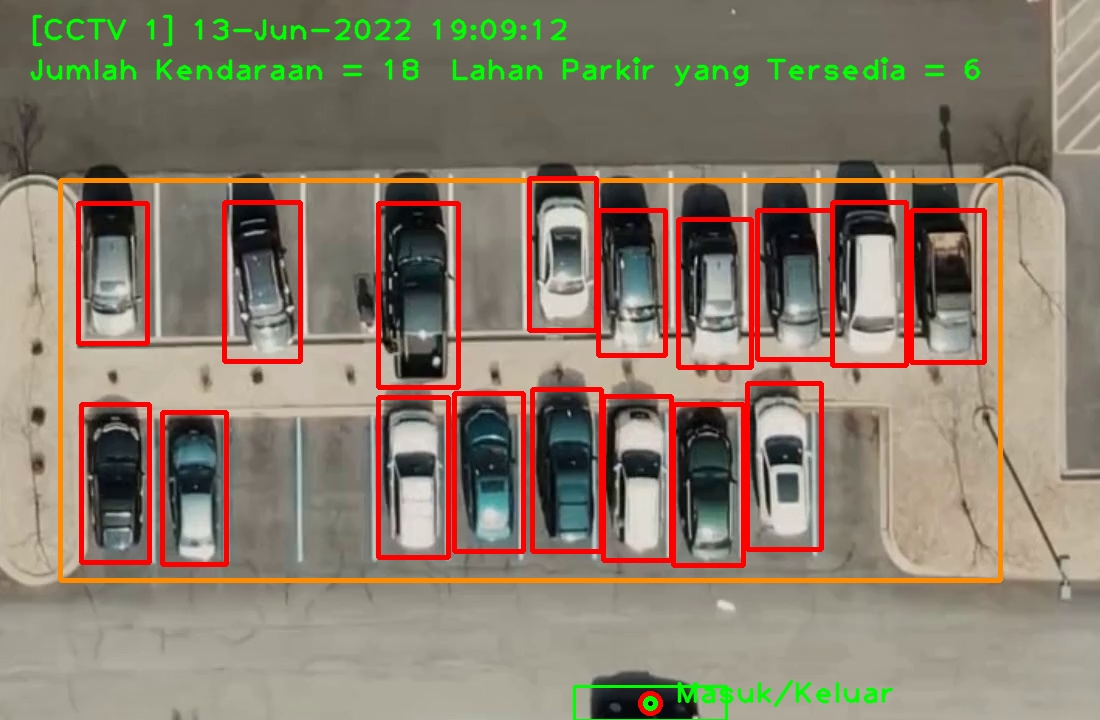 [CCTV 1] 13-Jun-2022 19:09:12
Jumlah Kendaraan = 18 Lahan Parkir yang Tersedia = 6
Masuk/Keluar